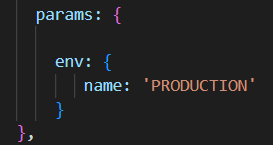 params: {
env: {
name: 'PRODUCTION'
}
},